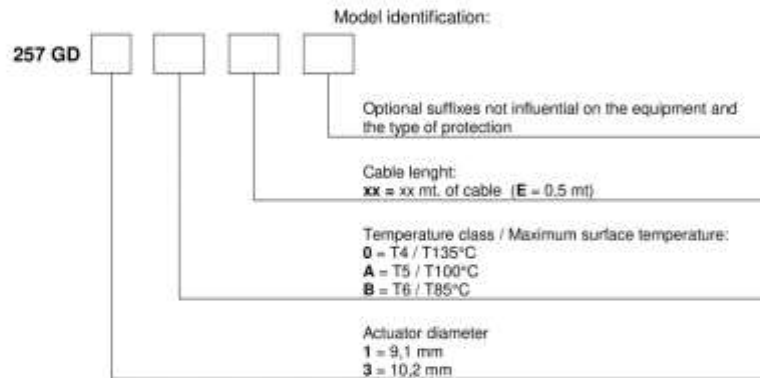 Model identification:
257 GD
Optional suffixes not influential on the equipment and
the type of protection
Cable lenght:
xx = xx mt. of cable (E = 0.5 mt)
Temperature class / Maximum surface temperature:
0 = T4 / T135°C
A = T5 / T100°C
B = T6 / T85°C
Actuator diameter
1 = 9,1 mm
3 = 10,2 mm